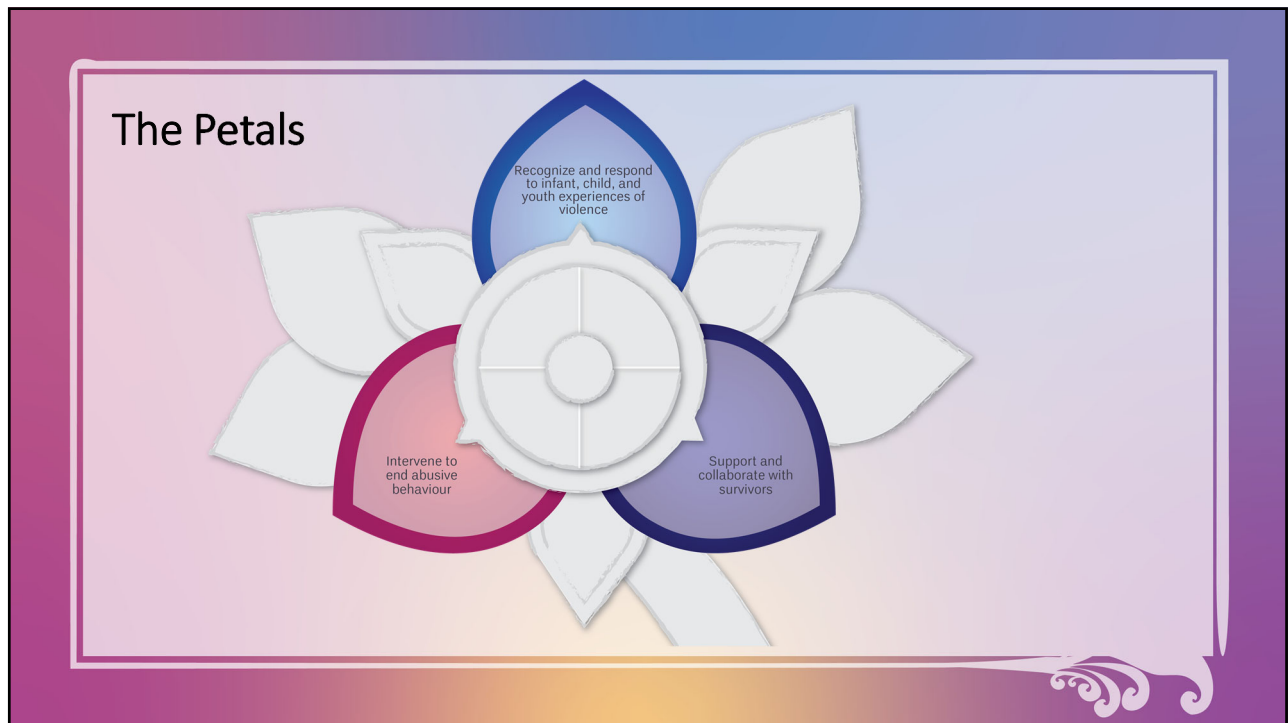 The Petals
Recognize and respond
to infant, child, and
youth experiences of
violence
Intervene to
end abusive
behaviour
Support and
collaborate with
survivors